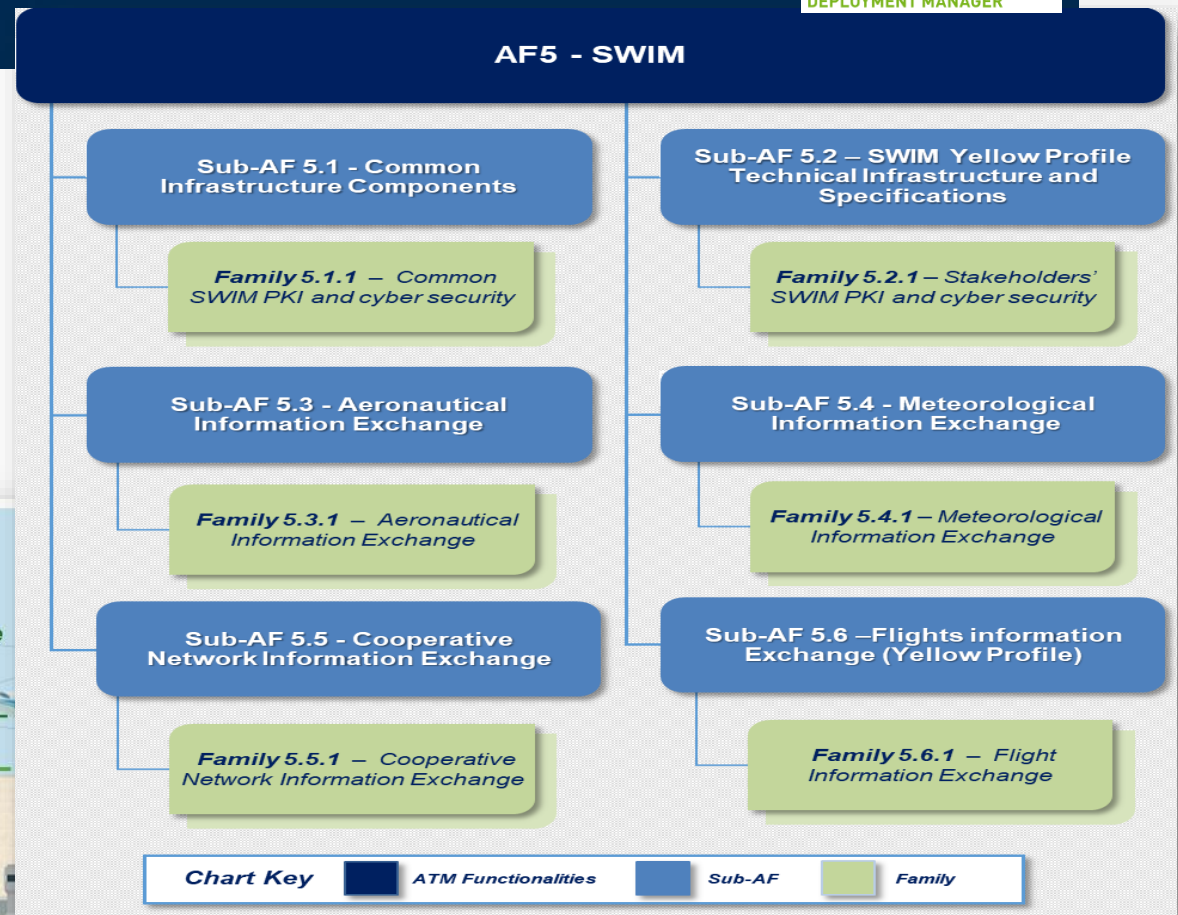 DEPLOYMENT MANAGER
AF5 - SWIM
Sub-AF 5.1 - Common
Infrastructure Components
Sub-AF 5.2 – SWIM Yellow Profile
Technical Infrastructure and
Specifications
Family 5.1.1 – Common
SWIM PKI and cyber security
Family 5.2.1 – Stakeholders’
SWIM PKI and cyber security
Sub-AF 5.3 - Aeronautical
Information Exchange
Sub-AF 5.4 - Meteorological
Information Exchange
Family 5.3.1 – Aeronautical
Information Exchange
Family 5.4.1 – Meteorological
Information Exchange
Sub-AF 5.5 - Cooperative
Network Information Exchange
Sub-AF 5.6 –Flights information
Exchange (Yellow Profile)
Family 5.5.1 – Cooperative
Network Information Exchange
Family 5.6.1 – Flight
Information Exchange
Chart Key
ATM Functionalities
Sub-AF
Family